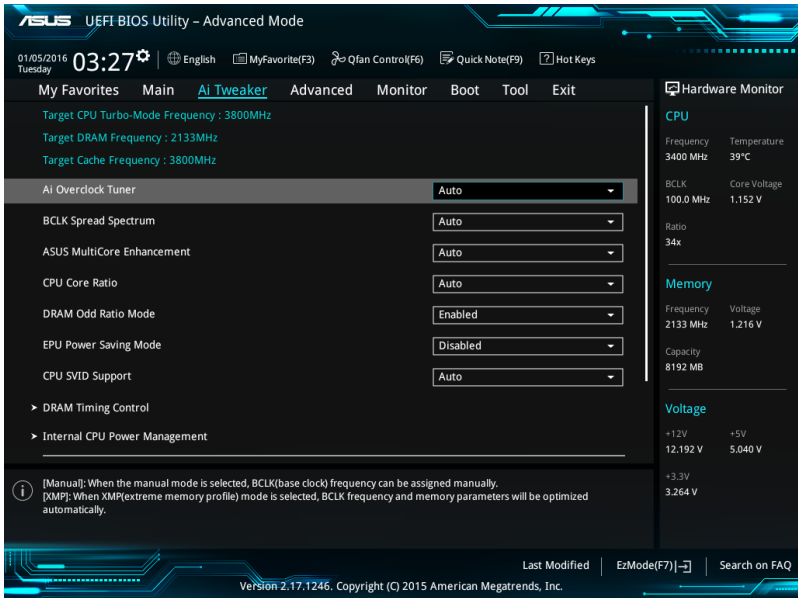 ASUS UEFI BIOS Utility – Advanced Mode
01/05/2016
Tuesday
03:27
English
MyFavorite(F3)
Qfan Control(F6)
Quick Note(F9)
? Hot Keys
My Favorites Main Ai Tweaker Advanced Monitor Boot Tool Exit
Target CPU Turbo-Mode Frequency : 3800MHz
Target DRAM Frequency : 2133MHz
Target Cache Frequency : 3800MHz
Ai Overclock Tuner Auto
BCLK Spread Spectrum Auto
ASUS MultiCore Enhancement Auto
CPU Core Ratio Auto
DRAM Odd Ratio Mode Enabled
EPU Power Saving Mode Disabled
CPU SVID Support Auto
DRAM Timing Control
Internal CPU Power Management
[Manual]: When the manual mode is selected, BCLK(base clock) frequency can be assigned manually.
[XMP]: When XMP(extreme memory profile) mode is selected, BCLK frequency and memory parameters will be optimized
automatically.
Hardware Monitor
CPU
Frequency Temperature
3400 MHz 39°C
BCLK Core Voltage
100.0 MHz 1.152 V
Ratio
34x
Memory
Frequency Voltage
2133 MHz 1.216 V
Capacity
8192 MB
Voltage
+12V +5V
12.192 V 5.040 V
+3.3V
3.264 V
Last Modified
EzMode(F7)
Search on FAQ
Version 2.17.1246. Copyright (C) 2015 American Megatrends, Inc.